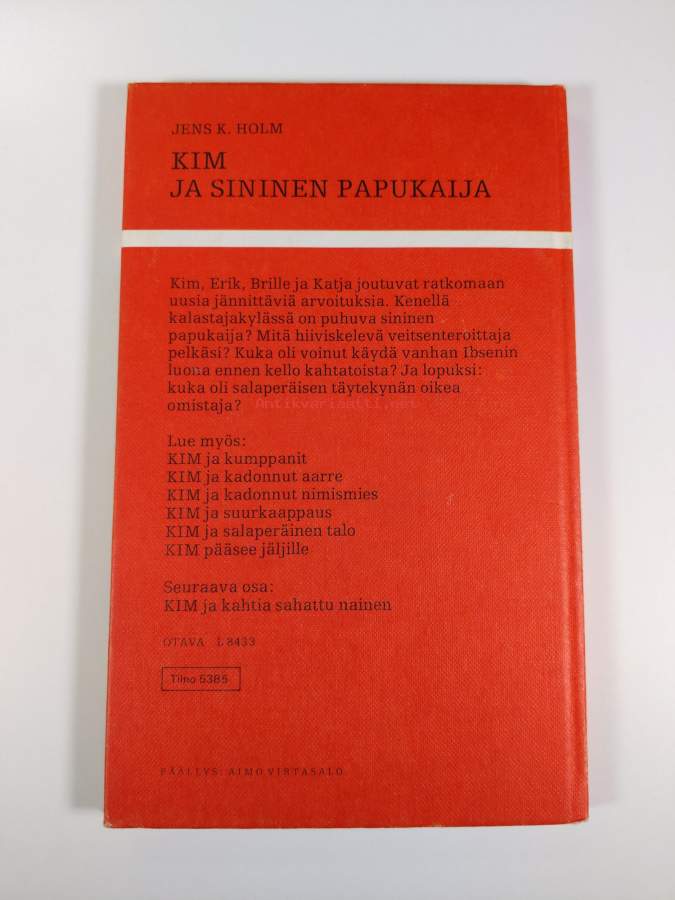 JENS K. HOLM
KIM
JA SININEN PAPUKAIJA
Kim, Erik, Brille ja Katja joutuvat ratkomaan
uusia jännittäviä arvoituksia. Kenellä
kalastajakylässä on puhuva sininen
papukaija? Mitä hiiviskelevä veitsenteroittaja
pelkäsi? Kuka oli voinut käydä vanhan Ibsenin
luona ennen kello kahtatoista? Ja lopuksi:
kuka oli salaperäisen täytekynän oikea
omistaja?
Antikvariaatti.net
Lue myös:
KIM ja kumppanit
KIM ja kadonnut aarre
KIM ja kadonnut nimismies
KIM ja suurkaappaus
KIM ja salaperäinen talo
KIM pääsee jäljille
Seuraava osa:
KIM ja kahtia sahattu nainen
OTAVA L 8433
Tilno 5385
PÄÄLLYS: AIMO VIRTASALO